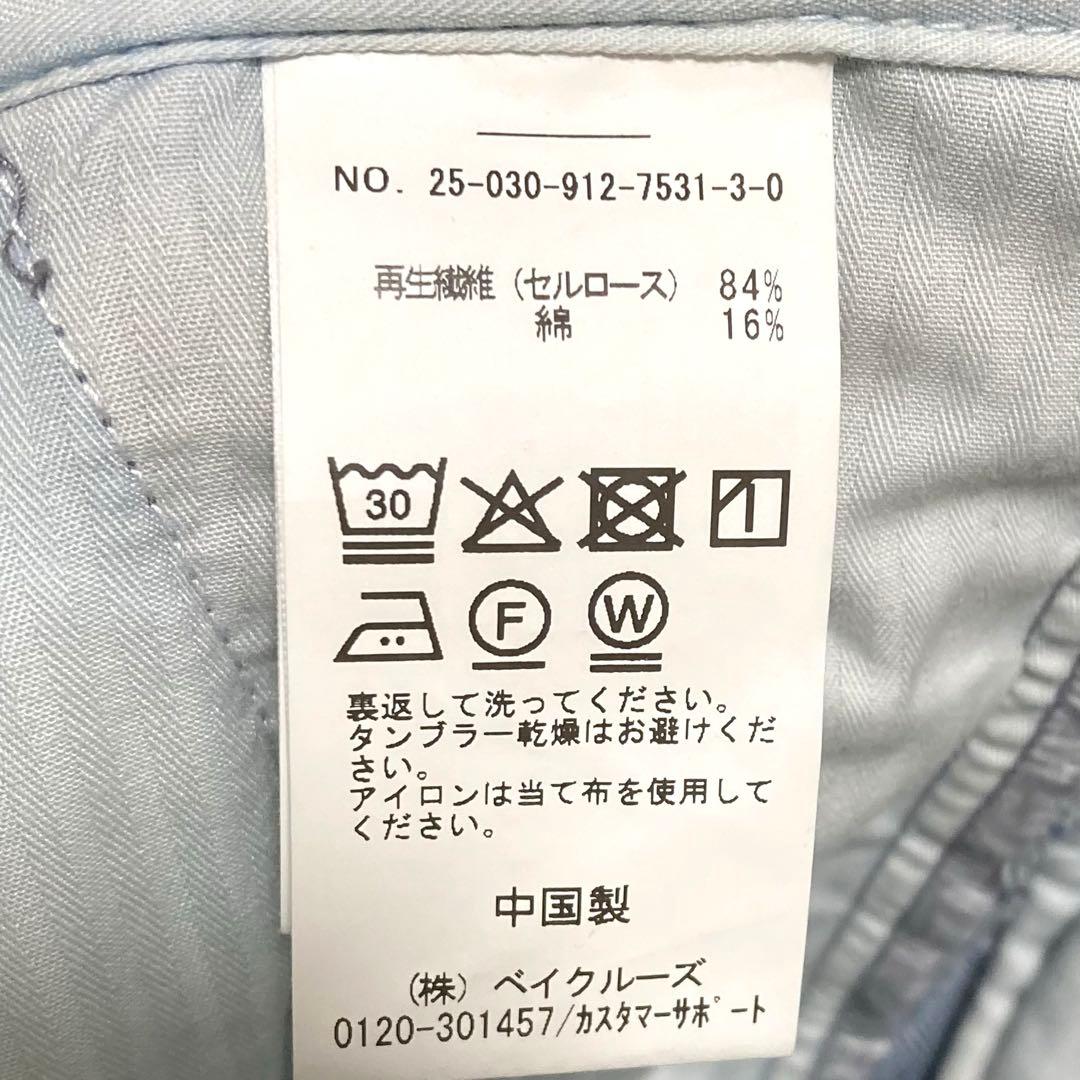 NO. 25-030-912-7531-3-0
再生繊維（セルロース） 84%
綿 16%
30
F W
裏返して洗ってください。
タンブラー乾燥はお避けくだ
さい。
アイロンは当て布を使用して
ください。
中国製
（株）ベイクルーズ
0120-301457/カスタマーサポート